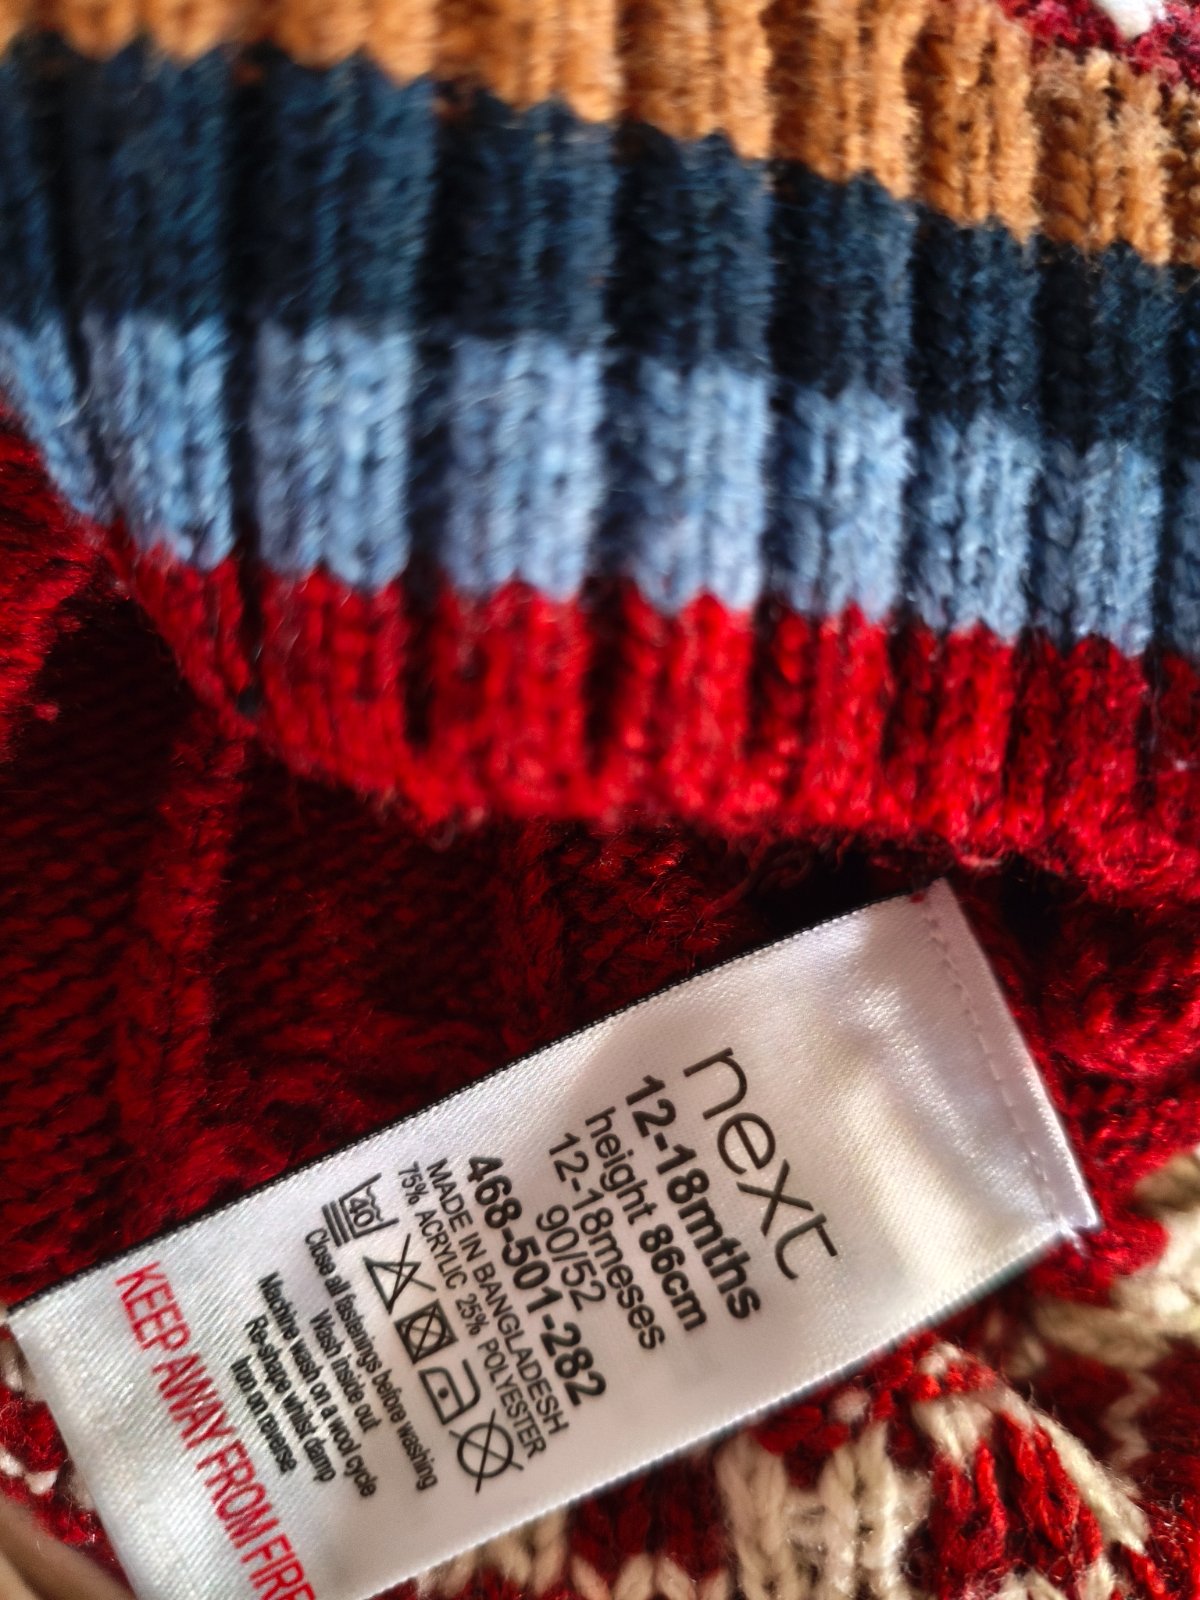 next
12-18mths
height 86cm
12-18meses
90/52
468-501-282
MADE IN BANGLADESH
75% ACRYLIC 25% POLYESTER
40
Close all fastenings before washing
Wash inside out
Machine wash on a wool cycle
Re-shape whilst damp
Iron on reverse
KEEP AWAY FROM FIRE